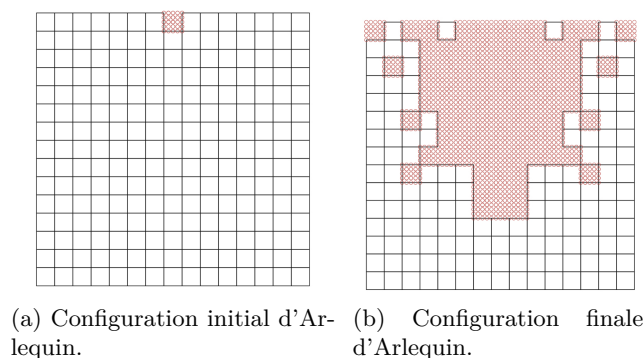 (a) Configuration initial d'Ar-
lequin.
(b) Configuration finale
d'Arlequin.